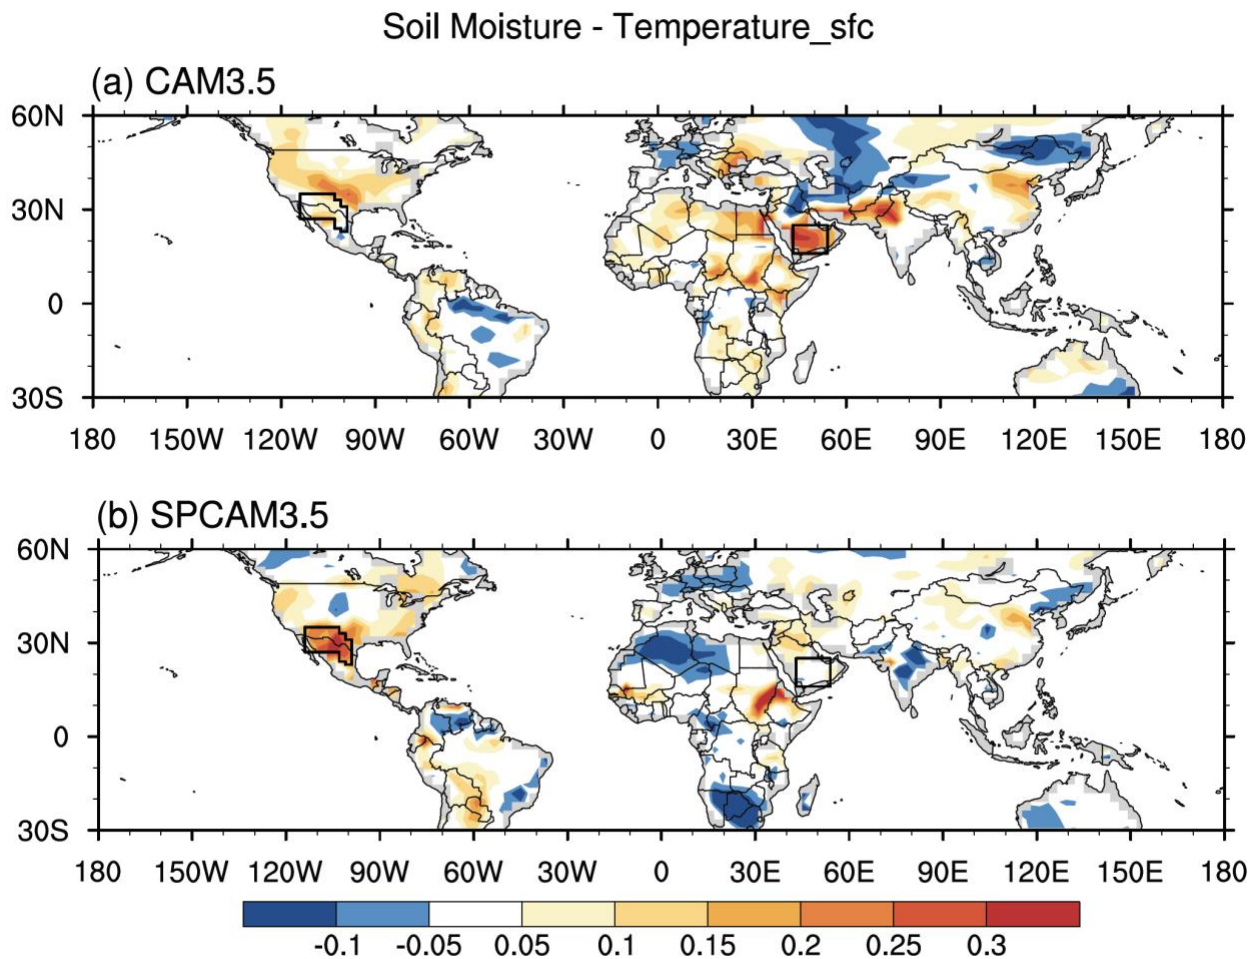 Soil Moisture - Temperature_sfc
(a) CAM3.5
60N
30N
0
30S
180 150W 120W 90W 60W 30W 0 30E 60E 90E 120E 150E 180
(b) SPCAM3.5
60N
30N
0
30S
180 150W 120W 90W 60W 30W 0 30E 60E 90E 120E 150E 180
-0.1 -0.05 0.05 0.1 0.15 0.2 0.25 0.3